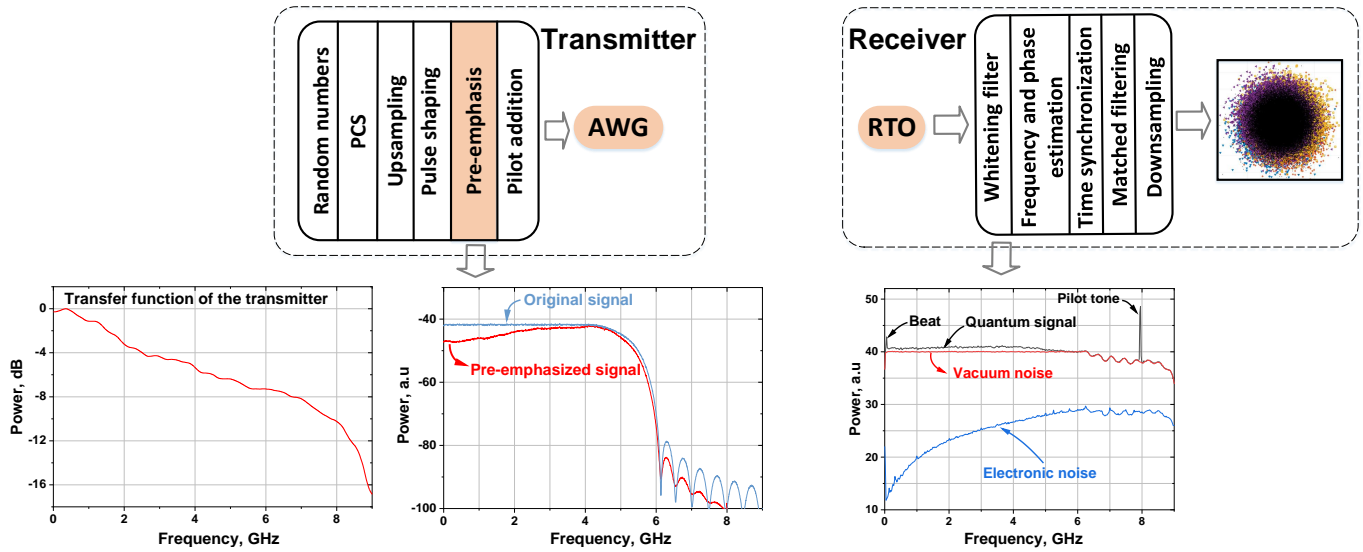 Transmitter
Random numbers
PCS
Upsampling
Pulse shaping
Pre-emphasis
Pilot addition
AWG
Receiver
RTO
Whitening filter
Frequency and phase
estimation
Time synchronization
Matched filtering
Downsampling
Transfer function of the transmitter
Power, dB
0
-4
-8
-12
-16
0 2 4 6 8
Frequency, GHz
Original signal
Pre-emphasized signal
Power, a.u
-40
-60
-80
-100
0 2 4 6 8
Frequency, GHz
Pilot tone
Beat
Quantum signal
Vacuum noise
Electronic noise
Power, a.u
50
40
30
20
10
0 2 4 6 8
Frequency, GHz